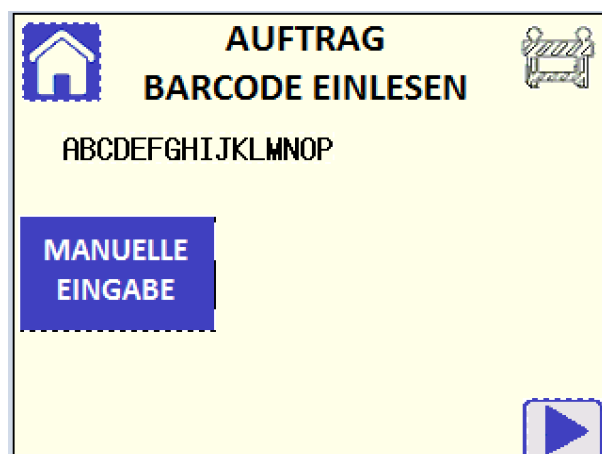 AUFTRAG
BARCODE EINLESEN
ABCDEFGHIJKLMNOP
MANUELLE
EINGABE